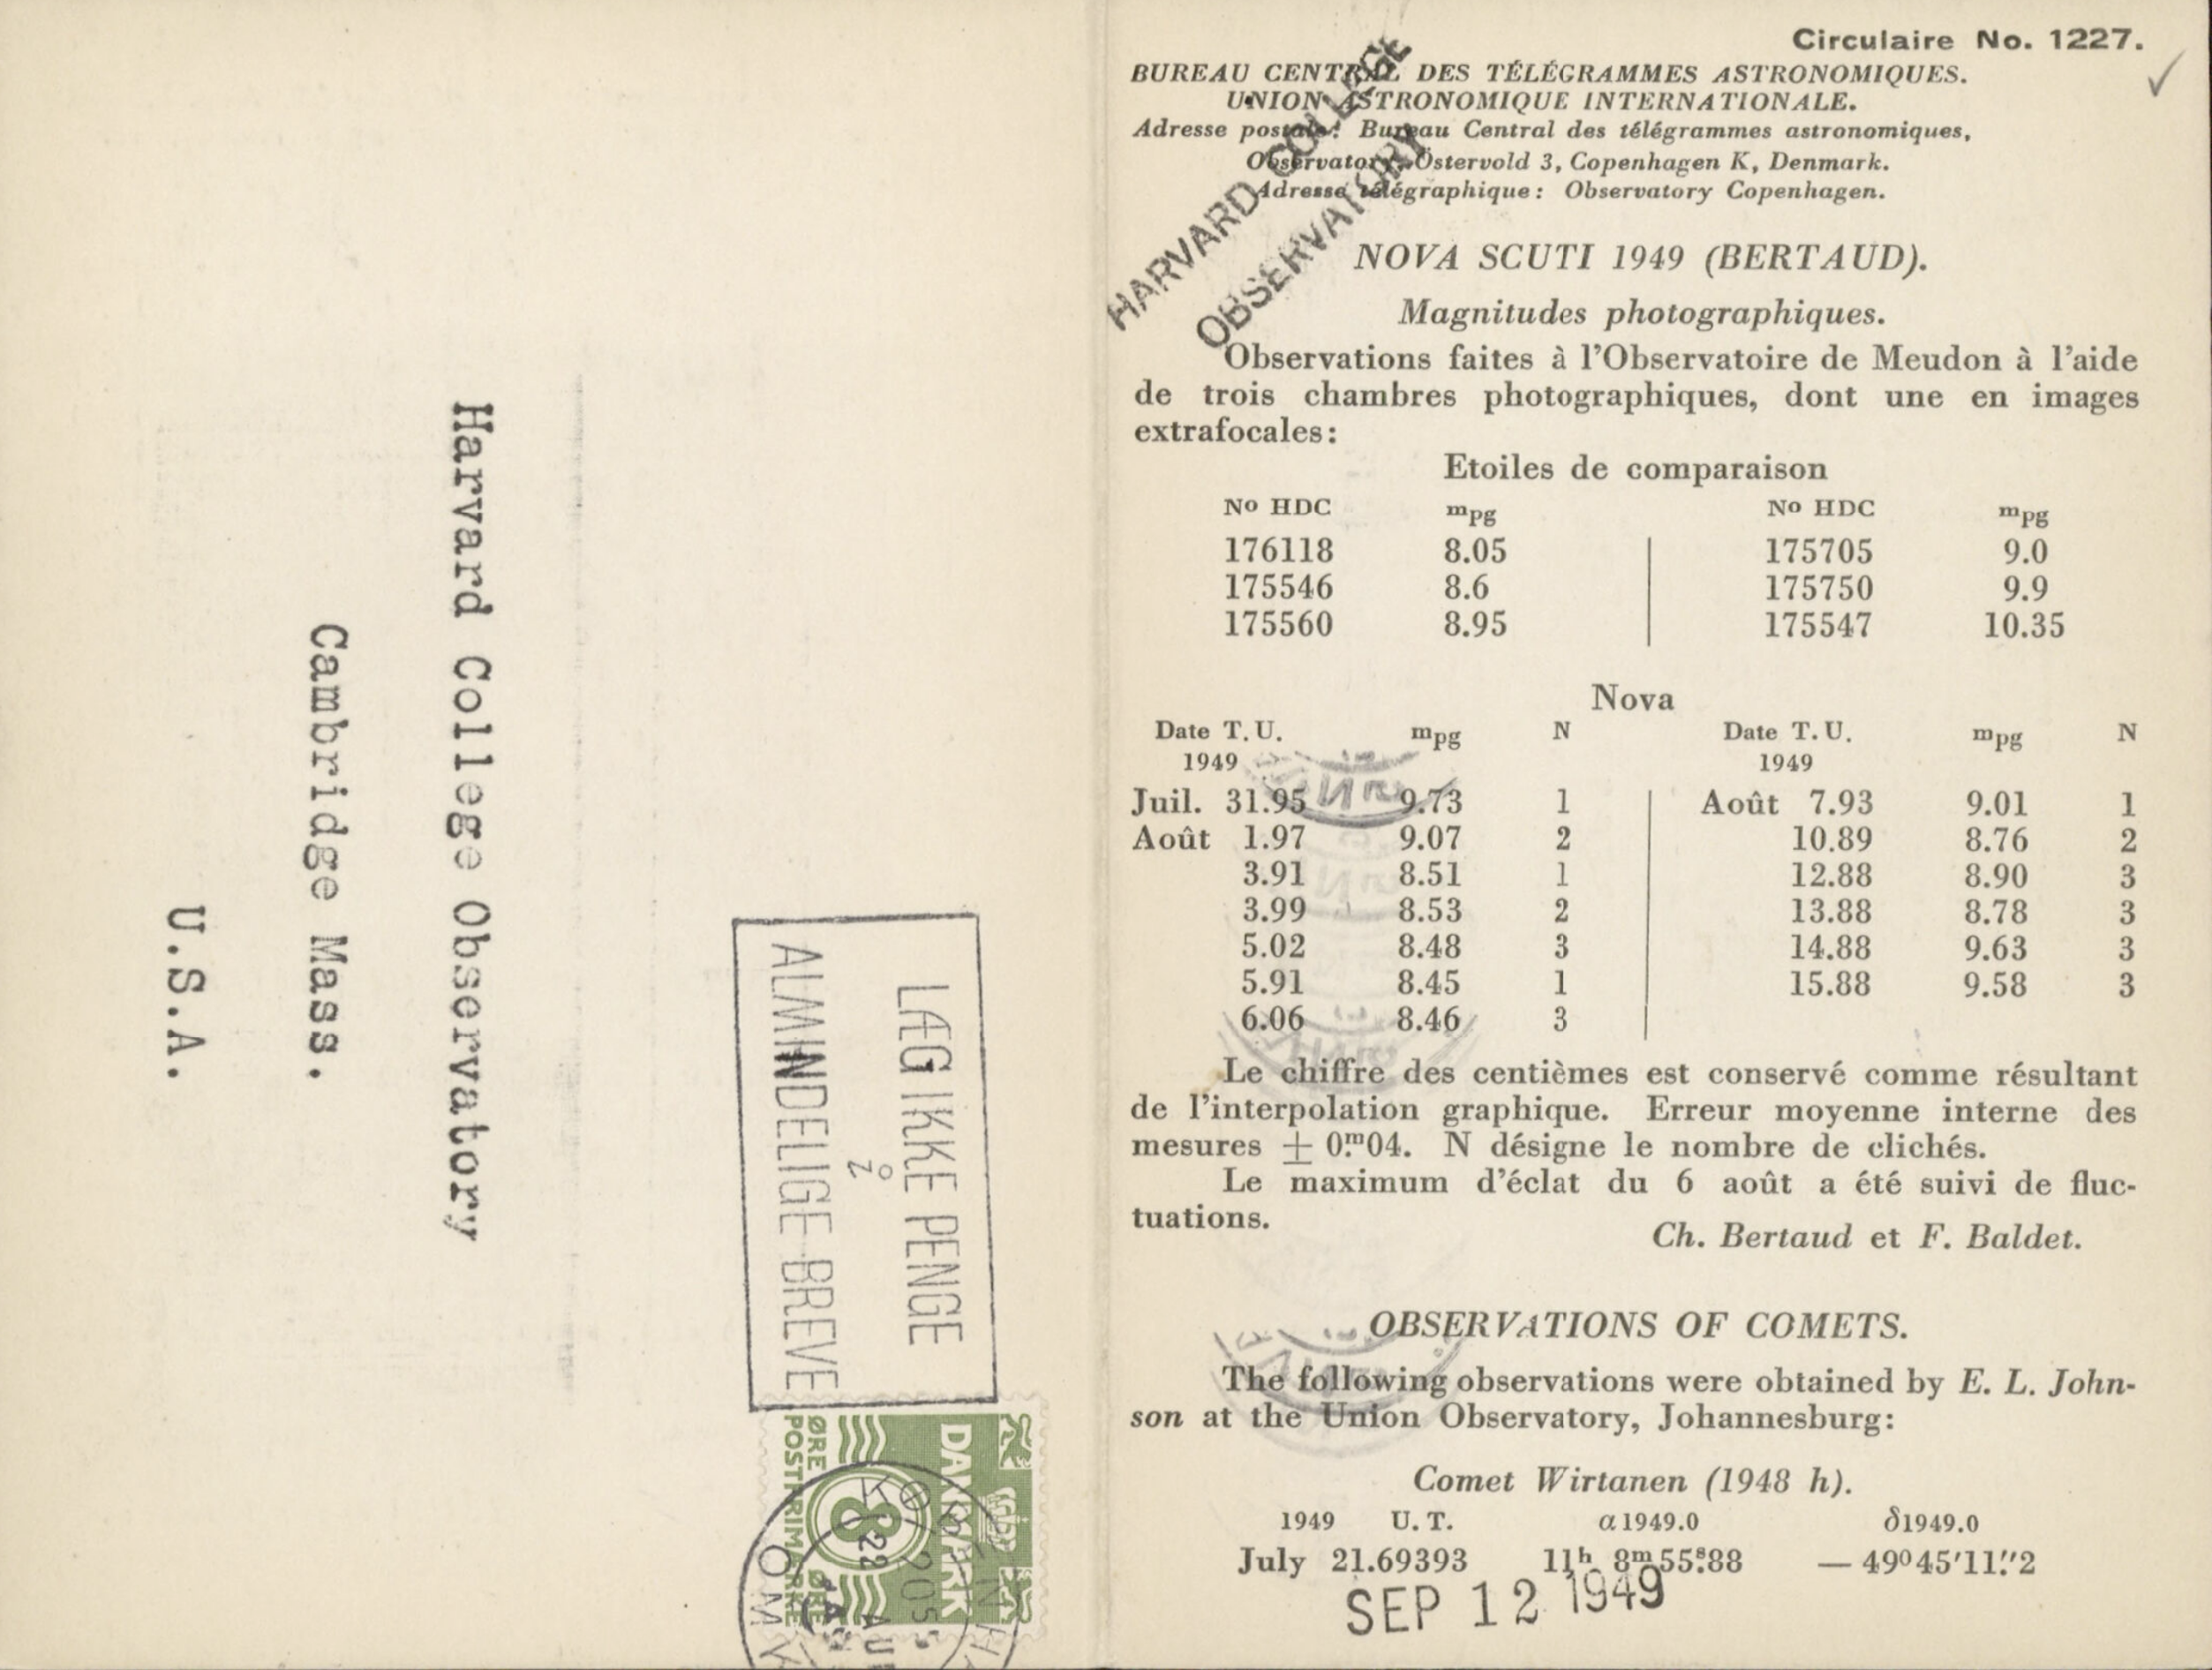 Harvard College Observatory
Cambridge Mass.
U.S.A.
LÆG IKKE PENGE
I
ALMINDELIGE BREVE
DANMARK
8
ØRE ØRE
POSTFRIMÆRKE
22
Circulaire No. 1227.
BUREAU CENTRAL DES TÉLÉGRAMMES ASTRONOMIQUES.
UNION ASTRONOMIQUE INTERNATIONALE.
Adresse postale: Bureau Central des télégrammes astronomiques,
Observatory, Östervold 3, Copenhagen K, Denmark.
Adresse télégraphique: Observatory Copenhagen.
HARVARD COLLEGE
OBSERVATORY
NOVA SCUTI 1949 (BERTAUD).
Magnitudes photographiques.
Observations faites à l'Observatoire de Meudon à l'aide
de trois chambres photographiques, dont une en images
extrafocales:
Etoiles de comparaison
No HDC mpg No HDC mpg
176118 8.05 175705 9.0
175546 8.6 175750 9.9
175560 8.95 175547 10.35
Nova
Date T. U. mpg N Date T. U. mpg N
1949 1949
Juil. 31.95 9.73 1 Août 7.93 9.01 1
Août 1.97 9.07 2 10.89 8.76 2
3.91 8.51 1 12.88 8.90 3
3.99 8.53 2 13.88 8.78 3
5.02 8.48 3 14.88 9.63 3
5.91 8.45 1 15.88 9.58 3
6.06 8.46 3
Le chiffre des centièmes est conservé comme résultant
de l'interpolation graphique. Erreur moyenne interne des
mesures ± 0.ᵐ04. N désigne le nombre de clichés.
Le maximum d'éclat du 6 août a été suivi de fluc-
tuations.
Ch. Bertaud et F. Baldet.
OBSERVATIONS OF COMETS.
The following observations were obtained by E. L. John-
son at the Union Observatory, Johannesburg:
Comet Wirtanen (1948 h).
1949 U. T. α1949.0 δ1949.0
July 21.69393 11ʰ 8ᵐ55.ˢ88 — 49°45′11.″2
SEP 12 1949